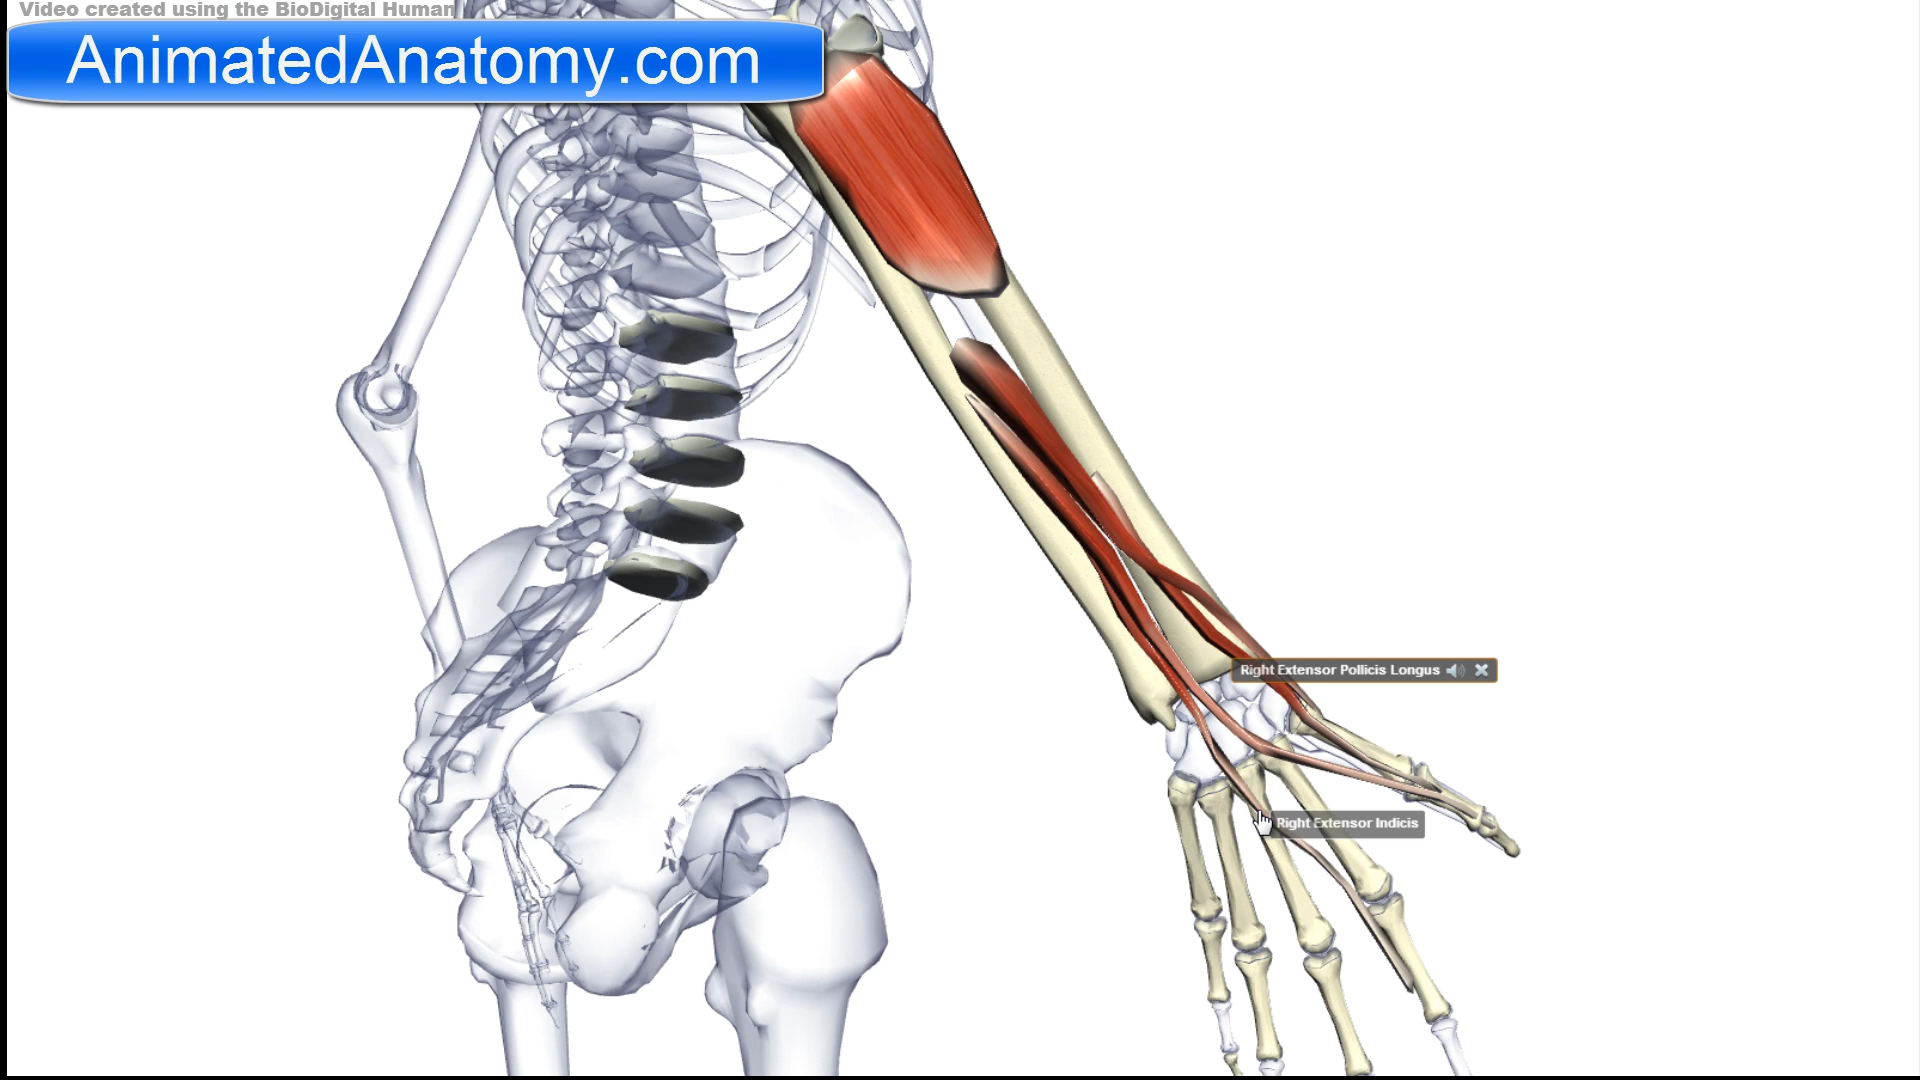 Video created using the BioDigital Human
AnimatedAnatomy.com
Right Extensor Pollicis Longus
Right Extensor Indicis